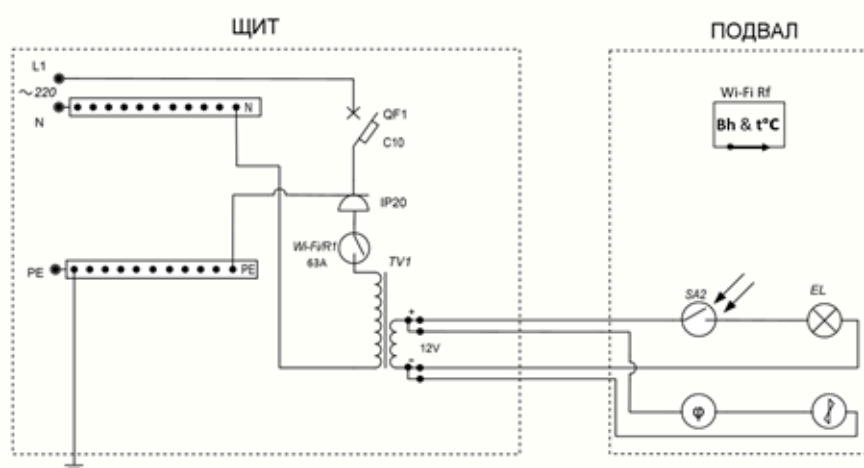 ЩИТ
ПОДВАЛ
L1
~220
N
N
QF1
C10
Wi-Fi Rf
Bh & t°C
IP20
Wi-Fi/R1
63A
TV1
PE
PE
SA2
EL
+
12V
-
φ